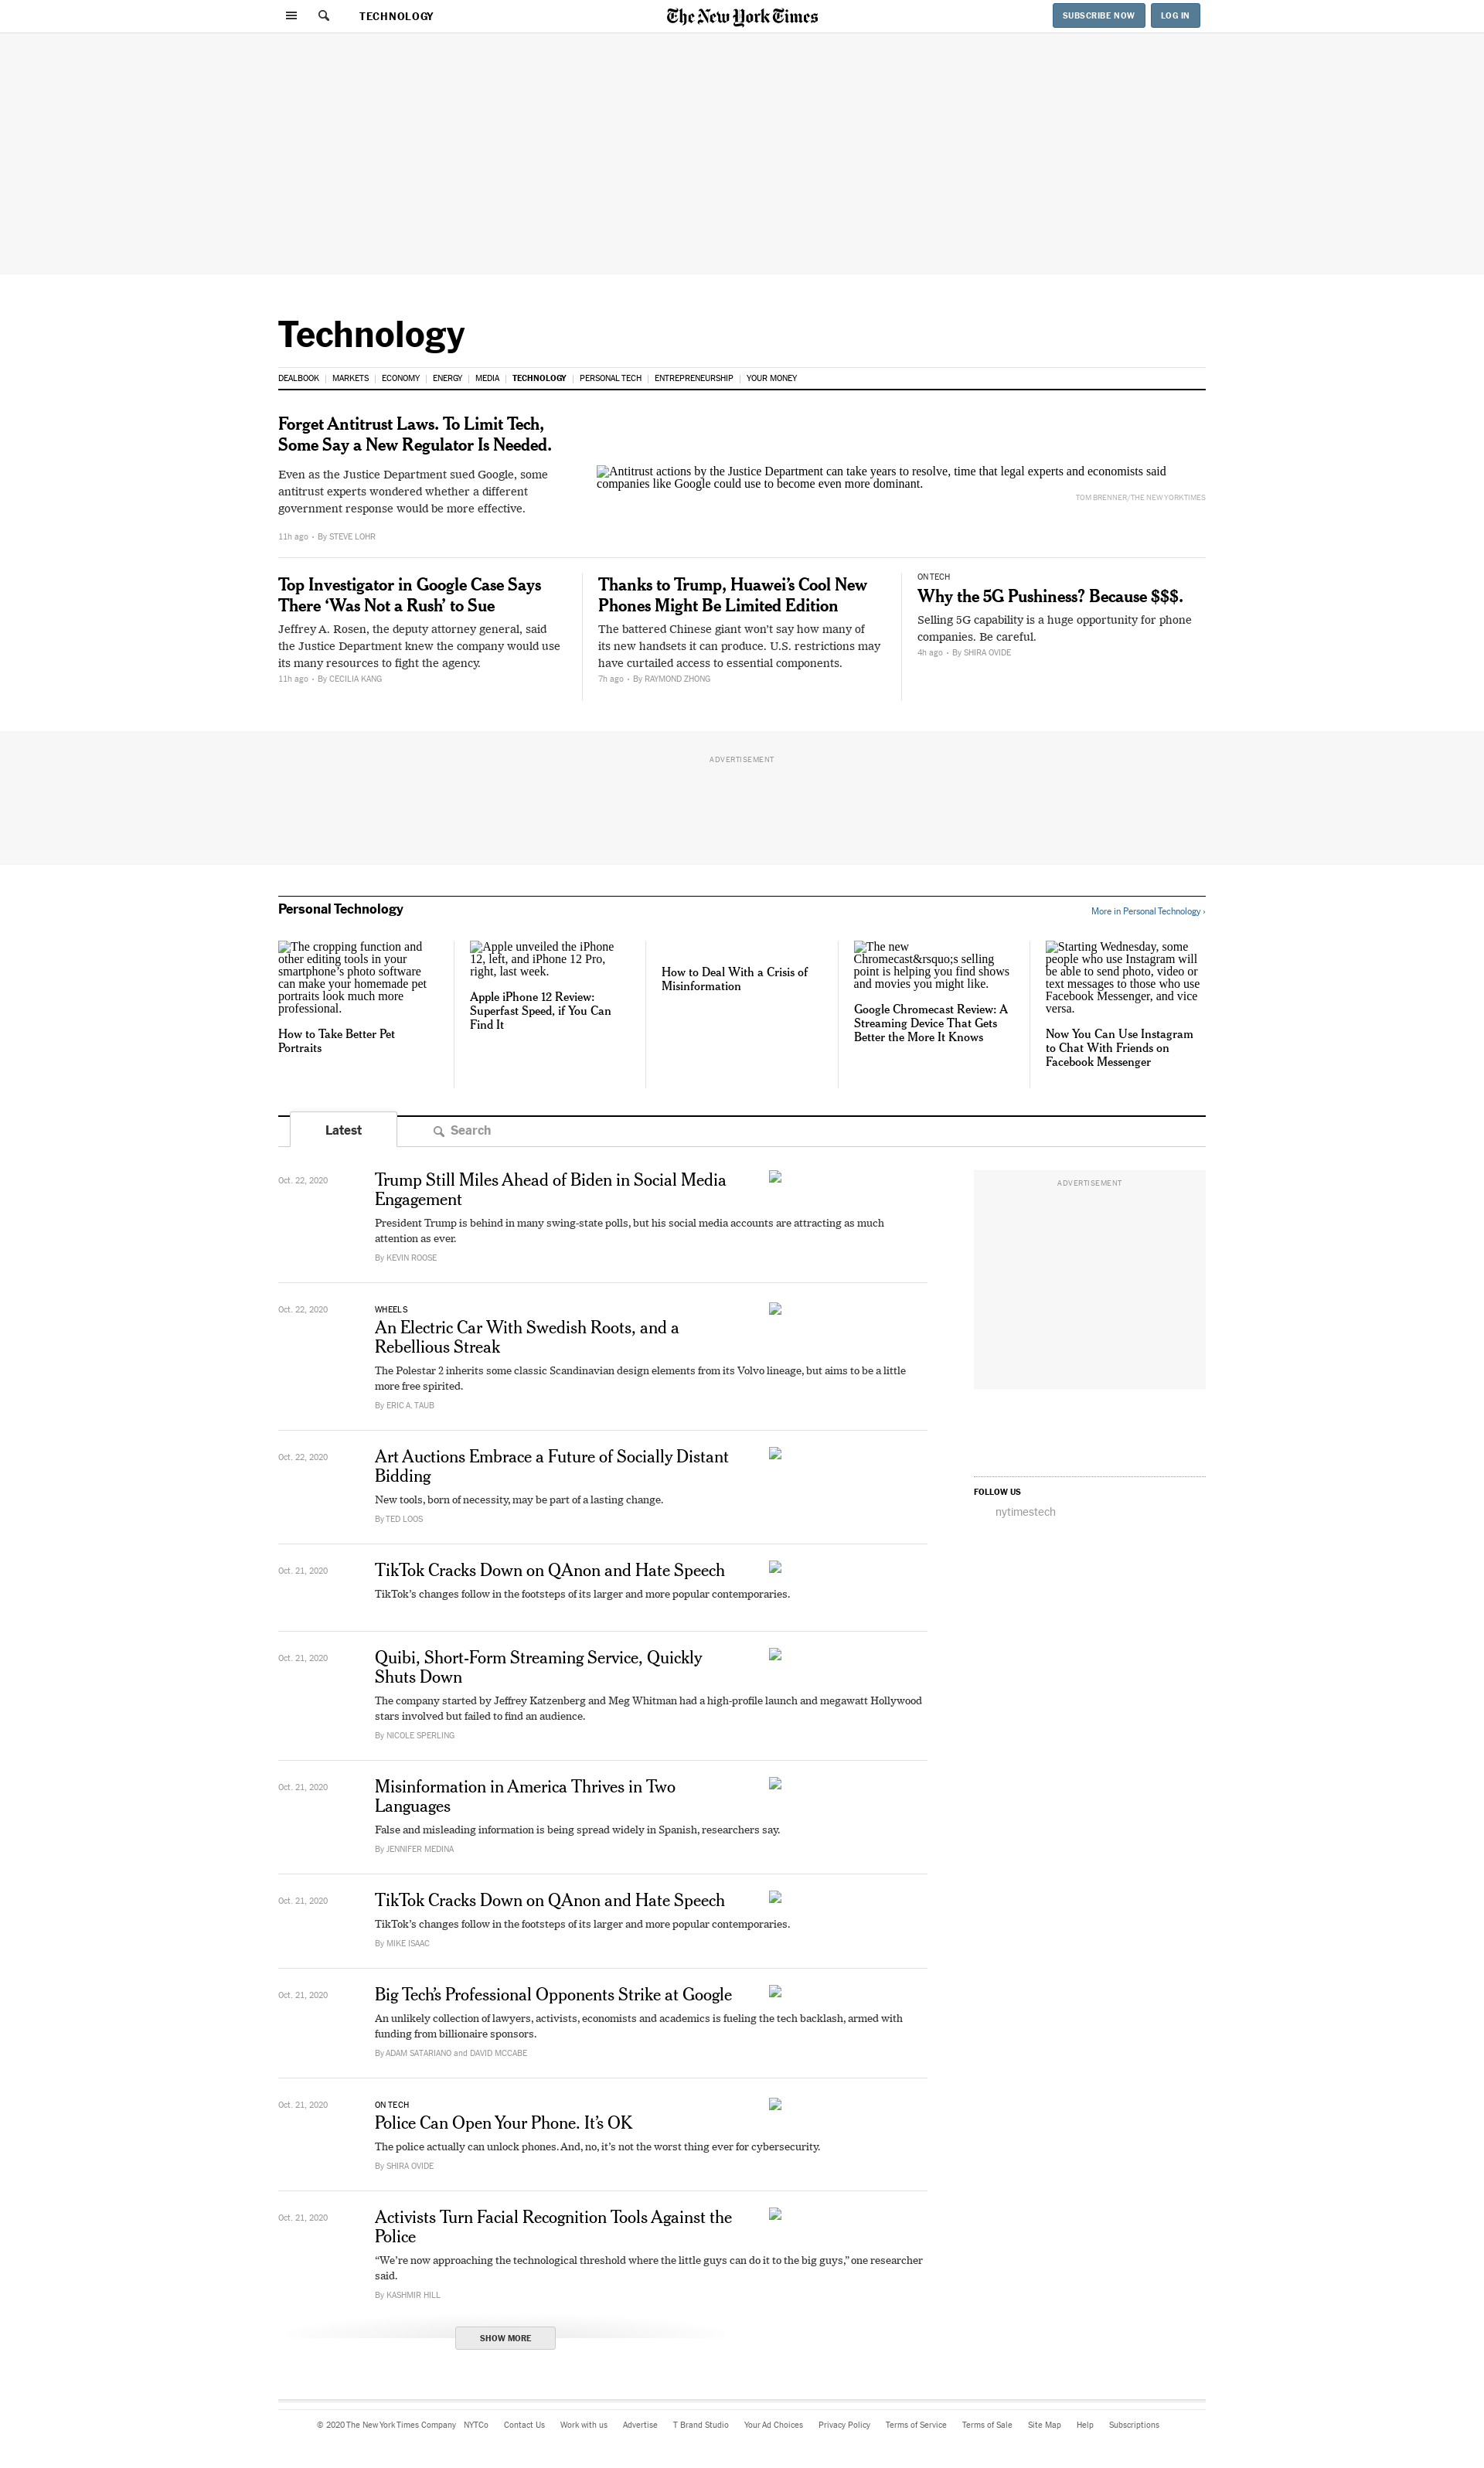 TECHNOLOGY
The New York Times
SUBSCRIBE NOW
LOG IN
Technology
DEALBOOK | MARKETS | ECONOMY | ENERGY | MEDIA | TECHNOLOGY | PERSONAL TECH | ENTREPRENEURSHIP | YOUR MONEY
Forget Antitrust Laws. To Limit Tech,
Some Say a New Regulator Is Needed.
Even as the Justice Department sued Google, some
antitrust experts wondered whether a different
government response would be more effective.
11h ago • By STEVE LOHR
Antitrust actions by the Justice Department can take years to resolve, time that legal experts and economists said
companies like Google could use to become even more dominant.
TOM BRENNER/THE NEW YORK TIMES
Top Investigator in Google Case Says
There ‘Was Not a Rush’ to Sue
Jeffrey A. Rosen, the deputy attorney general, said
the Justice Department knew the company would use
its many resources to fight the agency.
11h ago • By CECILIA KANG
Thanks to Trump, Huawei’s Cool New
Phones Might Be Limited Edition
The battered Chinese giant won’t say how many of
its new handsets it can produce. U.S. restrictions may
have curtailed access to essential components.
7h ago • By RAYMOND ZHONG
ON TECH
Why the 5G Pushiness? Because $$$.
Selling 5G capability is a huge opportunity for phone
companies. Be careful.
4h ago • By SHIRA OVIDE
ADVERTISEMENT
Personal Technology
More in Personal Technology ›
The cropping function and
other editing tools in your
smartphone’s photo software
can make your homemade pet
portraits look much more
professional.
How to Take Better Pet
Portraits
Apple unveiled the iPhone
12, left, and iPhone 12 Pro,
right, last week.
Apple iPhone 12 Review:
Superfast Speed, if You Can
Find It
How to Deal With a Crisis of
Misinformation
The new
Chromecast&rsquo;s selling
point is helping you find shows
and movies you might like.
Google Chromecast Review: A
Streaming Device That Gets
Better the More It Knows
Starting Wednesday, some
people who use Instagram will
be able to send photo, video or
text messages to those who use
Facebook Messenger, and vice
versa.
Now You Can Use Instagram
to Chat With Friends on
Facebook Messenger
Latest
Search
Oct. 22, 2020
Trump Still Miles Ahead of Biden in Social Media
Engagement
President Trump is behind in many swing-state polls, but his social media accounts are attracting as much
attention as ever.
By KEVIN ROOSE
ADVERTISEMENT
Oct. 22, 2020
WHEELS
An Electric Car With Swedish Roots, and a
Rebellious Streak
The Polestar 2 inherits some classic Scandinavian design elements from its Volvo lineage, but aims to be a little
more free spirited.
By ERIC A. TAUB
Oct. 22, 2020
Art Auctions Embrace a Future of Socially Distant
Bidding
New tools, born of necessity, may be part of a lasting change.
By TED LOOS
FOLLOW US
nytimestech
Oct. 21, 2020
TikTok Cracks Down on QAnon and Hate Speech
TikTok’s changes follow in the footsteps of its larger and more popular contemporaries.
Oct. 21, 2020
Quibi, Short-Form Streaming Service, Quickly
Shuts Down
The company started by Jeffrey Katzenberg and Meg Whitman had a high-profile launch and megawatt Hollywood
stars involved but failed to find an audience.
By NICOLE SPERLING
Oct. 21, 2020
Misinformation in America Thrives in Two
Languages
False and misleading information is being spread widely in Spanish, researchers say.
By JENNIFER MEDINA
Oct. 21, 2020
TikTok Cracks Down on QAnon and Hate Speech
TikTok’s changes follow in the footsteps of its larger and more popular contemporaries.
By MIKE ISAAC
Oct. 21, 2020
Big Tech’s Professional Opponents Strike at Google
An unlikely collection of lawyers, activists, economists and academics is fueling the tech backlash, armed with
funding from billionaire sponsors.
By ADAM SATARIANO and DAVID MCCABE
Oct. 21, 2020
ON TECH
Police Can Open Your Phone. It’s OK
The police actually can unlock phones. And, no, it’s not the worst thing ever for cybersecurity.
By SHIRA OVIDE
Oct. 21, 2020
Activists Turn Facial Recognition Tools Against the
Police
“We’re now approaching the technological threshold where the little guys can do it to the big guys,” one researcher
said.
By KASHMIR HILL
SHOW MORE
© 2020 The New York Times Company NYTCo Contact Us Work with us Advertise T Brand Studio Your Ad Choices Privacy Policy Terms of Service Terms of Sale Site Map Help Subscriptions